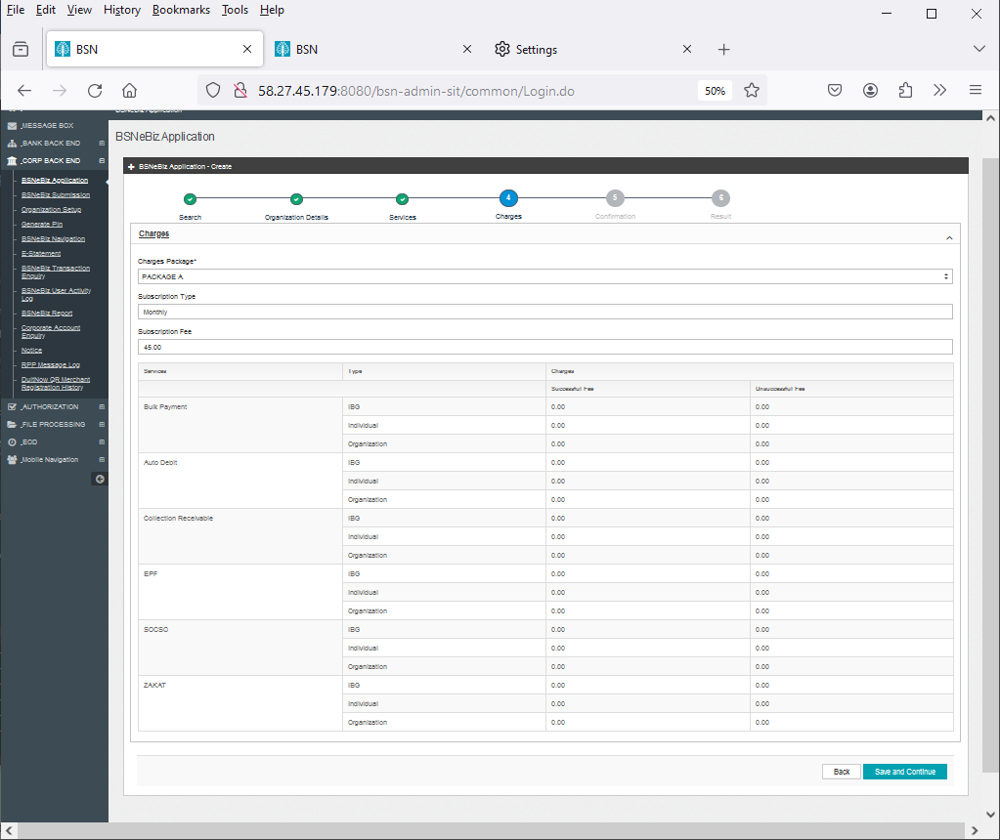 File Edit View History Bookmarks Tools Help
BSN
BSN
Settings
58.27.45.179:8080/bsn-admin-sit/common/Login.do
50%
BSNeBiz Application
MESSAGE BOX
BANK BACK END
CORP BACK END
BSNeBiz Application
BSNeBiz Submission
Organization Setup
Generate Pin
BSNeBiz Navigation
E-Statement
BSNeBiz Transaction
Enquiry
BSNeBiz User Activity
Log
BSNeBiz Report
Corporate Account
Enquiry
Notice
RPP Message Log
DuitNow QR Merchant
Registration History
AUTHORIZATION
FILE PROCESSING
EOD
Mobile Navigation
BSNeBiz Application
BSNeBiz Application - Create
4 5 6
Search Organization Details Services Charges Confirmation Result
Charges
Charges Package*
PACKAGE A
Subscription Type
Monthly
Subscription Fee
45.00
Services Type Charges
Successful Fee Unsuccessful Fee
Bulk Payment IBG 0.00 0.00
Individual 0.00 0.00
Organization 0.00 0.00
Auto Debit IBG 0.00 0.00
Individual 0.00 0.00
Organization 0.00 0.00
Collection Receivable IBG 0.00 0.00
Individual 0.00 0.00
Organization 0.00 0.00
EPF IBG 0.00 0.00
Individual 0.00 0.00
Organization 0.00 0.00
SOCSO IBG 0.00 0.00
Individual 0.00 0.00
Organization 0.00 0.00
ZAKAT IBG 0.00 0.00
Individual 0.00 0.00
Organization 0.00 0.00
Back Save and Continue